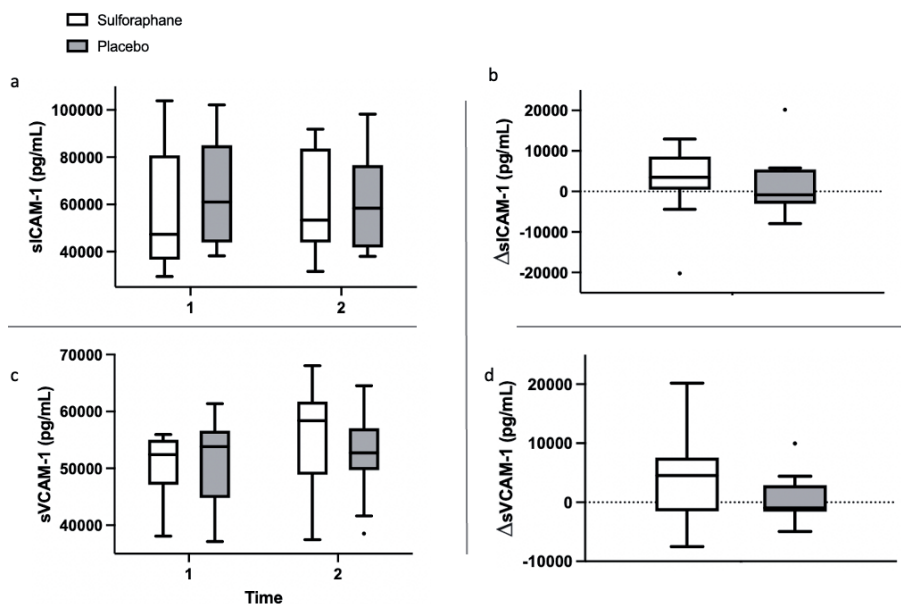 Sulforaphane
Placebo
a
sICAM-1 (pg/mL)
100000
80000
60000
40000
1
2
b
ΔsICAM-1 (pg/mL)
20000
10000
0
-10000
-20000
c
sVCAM-1 (pg/mL)
70000
60000
50000
40000
1
2
Time
d
ΔsVCAM-1 (pg/mL)
20000
10000
0
-10000